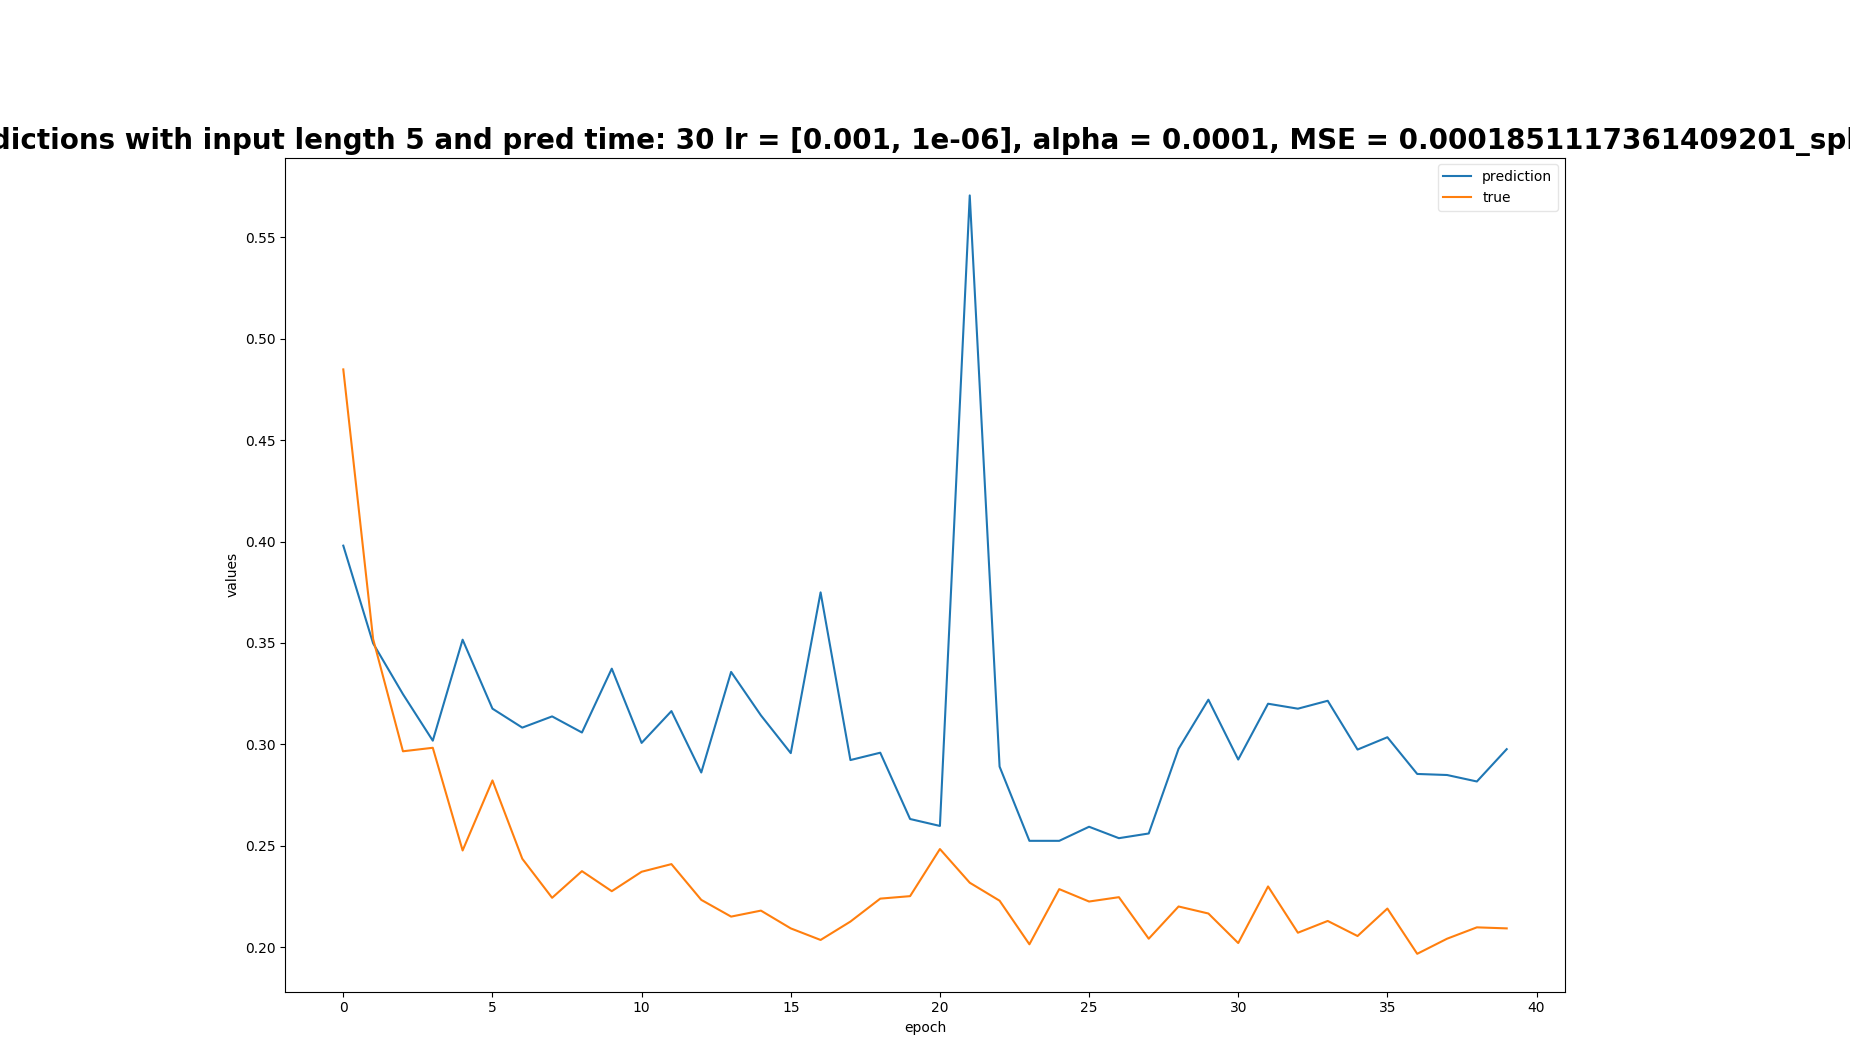 dictions with input length 5 and pred time: 30 lr = [0.001, 1e-06], alpha = 0.0001, MSE = 0.0001851117361409201_spl
prediction
true
0.55
0.50
0.45
0.40
0.35
0.30
0.25
0.20
values
0 5 10 15 20 25 30 35 40
epoch